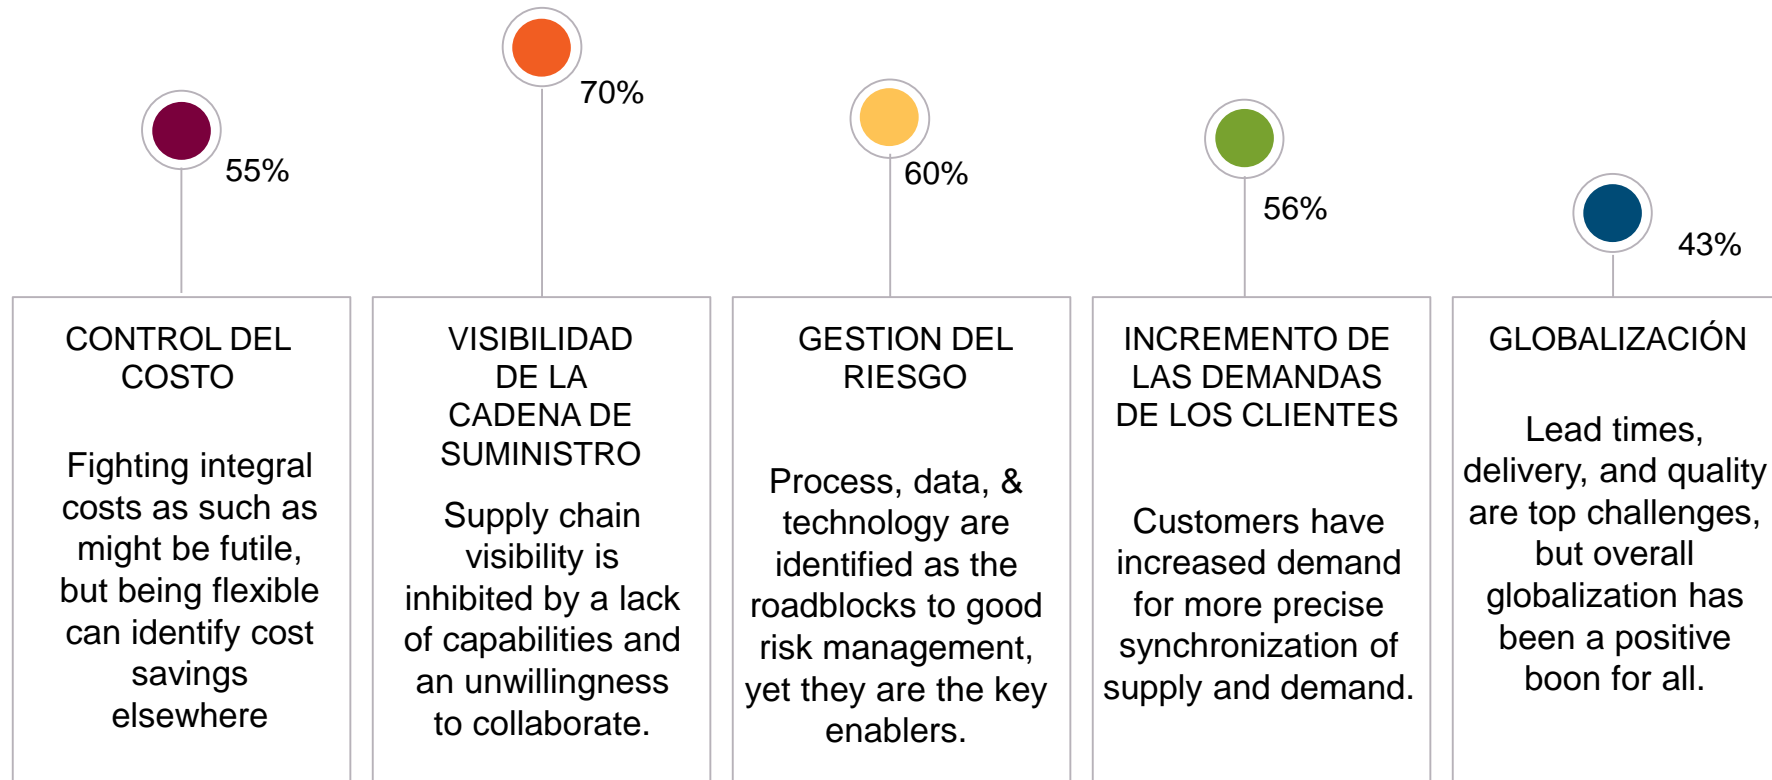 55%
70%
60%
56%
43%
CONTROL DEL
COSTO
Fighting integral
costs as such as
might be futile,
but being flexible
can identify cost
savings
elsewhere
VISIBILIDAD
DE LA
CADENA DE
SUMINISTRO
Supply chain
visibility is
inhibited by a lack
of capabilities and
an unwillingness
to collaborate.
GESTION DEL
RIESGO
Process, data, &
technology are
identified as the
roadblocks to good
risk management,
yet they are the key
enablers.
INCREMENTO DE
LAS DEMANDAS
DE LOS CLIENTES
Customers have
increased demand
for more precise
synchronization of
supply and demand.
GLOBALIZACIÓN
Lead times,
delivery, and quality
are top challenges,
but overall
globalization has
been a positive
boon for all.